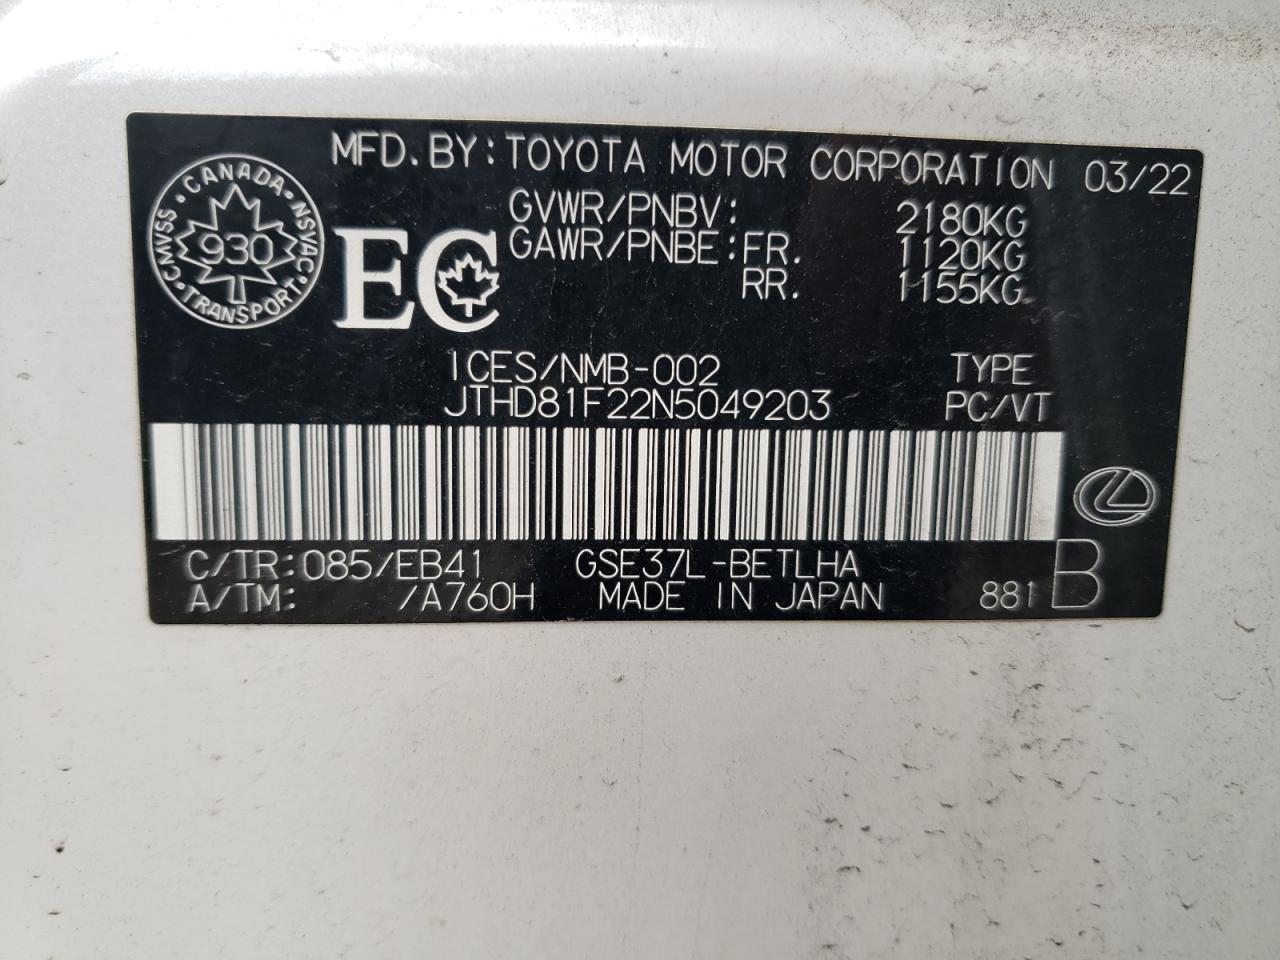 MFD.BY:TOYOTA MOTOR CORPORATION 03/22
CANADA
CMVSS 930 NSVAC
TRANSPORT
EC
GVWR/PNBV: 2180KG
GAWR/PNBE:FR. 1120KG
RR. 1155KG
ICES/NMB-002 TYPE
JTHD81F22N5049203 PC/VT
C/TR:085/EB41 GSE37L-BETLHA
A/TM: /A760H MADE IN JAPAN 881 B